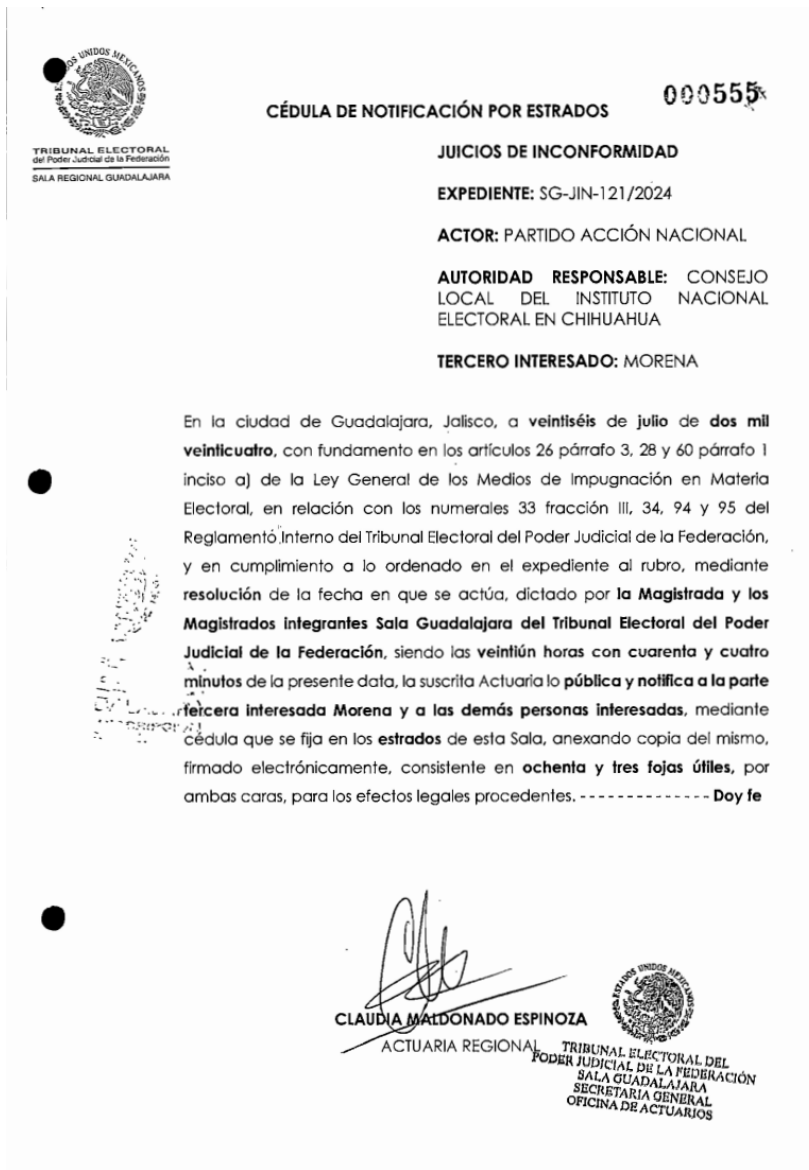 ESTADOS UNIDOS MEXICANOS
TRIBUNAL ELECTORAL
del Poder Judicial de la Federación
SALA REGIONAL GUADALAJARA
000555
CÉDULA DE NOTIFICACIÓN POR ESTRADOS
JUICIOS DE INCONFORMIDAD
EXPEDIENTE: SG-JIN-121/2024
ACTOR: PARTIDO ACCIÓN NACIONAL
AUTORIDAD RESPONSABLE: CONSEJO
LOCAL DEL INSTITUTO NACIONAL
ELECTORAL EN CHIHUAHUA
TERCERO INTERESADO: MORENA
En la ciudad de Guadalajara, Jalisco, a veintiséis de julio de dos mil
veinticuatro, con fundamento en los artículos 26 párrafo 3, 28 y 60 párrafo 1
inciso a) de la Ley General de los Medios de Impugnación en Materia
Electoral, en relación con los numerales 33 fracción III, 34, 94 y 95 del
Reglamento Interno del Tribunal Electoral del Poder Judicial de la Federación,
y en cumplimiento a lo ordenado en el expediente al rubro, mediante
resolución de la fecha en que se actúa, dictado por la Magistrada y los
Magistrados integrantes Sala Guadalajara del Tribunal Electoral del Poder
Judicial de la Federación, siendo las veintiún horas con cuarenta y cuatro
minutos de la presente data, la suscrita Actuaria lo pública y notifica a la parte
tercera interesada Morena y a las demás personas interesadas, mediante
cédula que se fija en los estrados de esta Sala, anexando copia del mismo,
firmado electrónicamente, consistente en ochenta y tres fojas útiles, por
ambas caras, para los efectos legales procedentes. -------------- Doy fe
CLAUDIA MALDONADO ESPINOZA
ACTUARIA REGIONAL
ESTADOS UNIDOS MEXICANOS
TRIBUNAL ELECTORAL DEL
PODER JUDICIAL DE LA FEDERACIÓN
SALA GUADALAJARA
SECRETARIA GENERAL
OFICINA DE ACTUARIOS